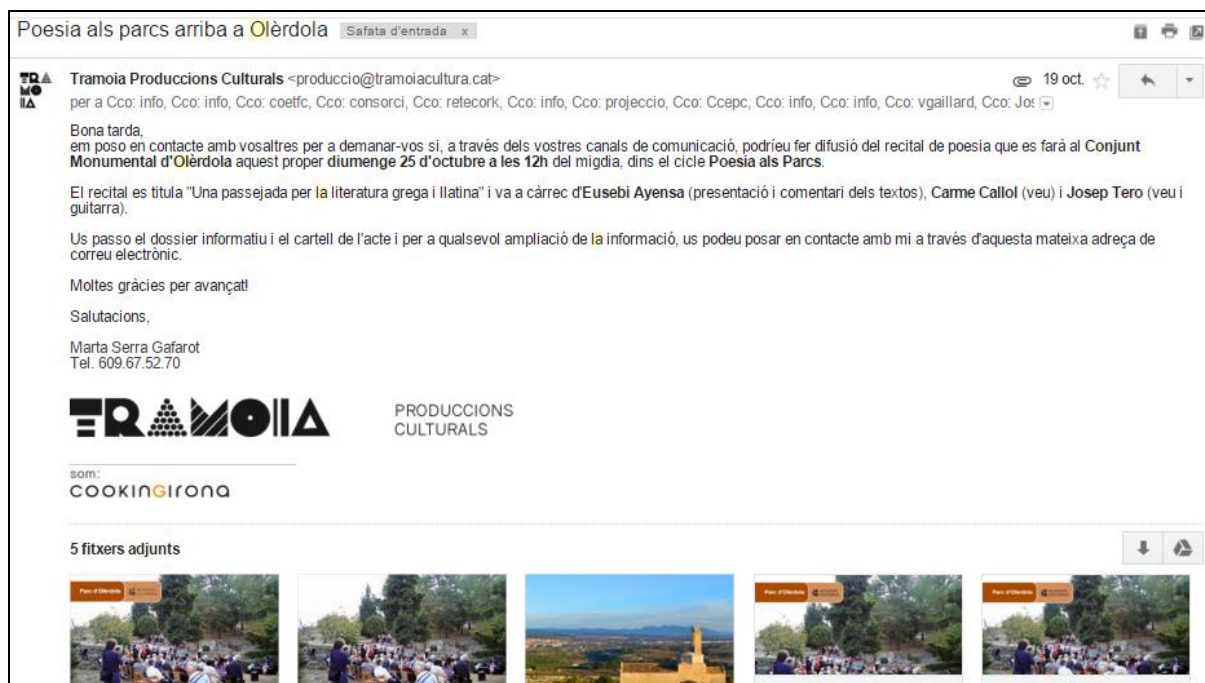 Poesia als parcs arriba a Olèrdola Safata d'entrada x
Tramoia Produccions Culturals <produccio@tramoiacultura.cat> 19 oct.
per a Cco: info, Cco: info, Cco: coetfc, Cco: consorci, Cco: retecork, Cco: info, Cco: projeccio, Cco: Ccepc, Cco: info, Cco: info, Cco: vgaillard, Cco: Jos
Bona tarda,
em poso en contacte amb vosaltres per a demanar-vos si, a través dels vostres canals de comunicació, podríeu fer difusió del recital de poesia que es farà al Conjunt
Monumental d'Olèrdola aquest proper diumenge 25 d'octubre a les 12h del migdia, dins el cicle Poesia als Parcs.
El recital es titula "Una passejada per la literatura grega i llatina" i va a càrrec d'Eusebi Ayensa (presentació i comentari dels textos), Carme Callol (veu) i Josep Tero (veu i
guitarra).
Us passo el dossier informatiu i el cartell de l'acte i per a qualsevol ampliació de la informació, us podeu posar en contacte amb mi a través d'aquesta mateixa adreça de
correu electrònic.
Moltes gràcies per avançat!
Salutacions,
Marta Serra Gafarot
Tel. 609.67.52.70
TRAMOIA PRODUCCIONS
CULTURALS
som:
cookingirona
5 fitxers adjunts
Parc d'Olèrdola
Parc d'Olèrdola
Parc d'Olèrdola